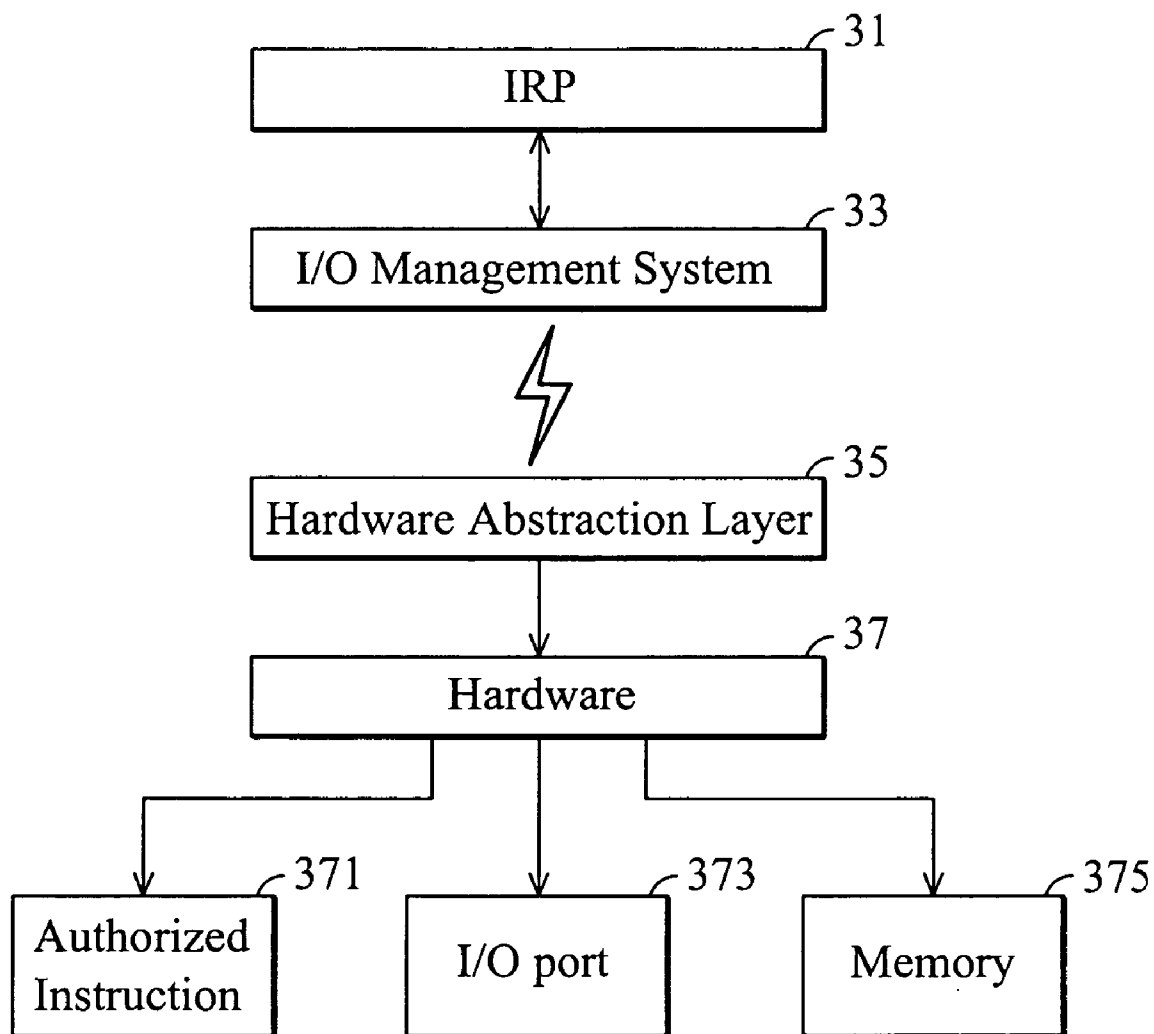 31
IRP
33
I/O Management System
35
Hardware Abstraction Layer
37
Hardware
371
373
375
Authorized
Instruction
I/O port
Memory